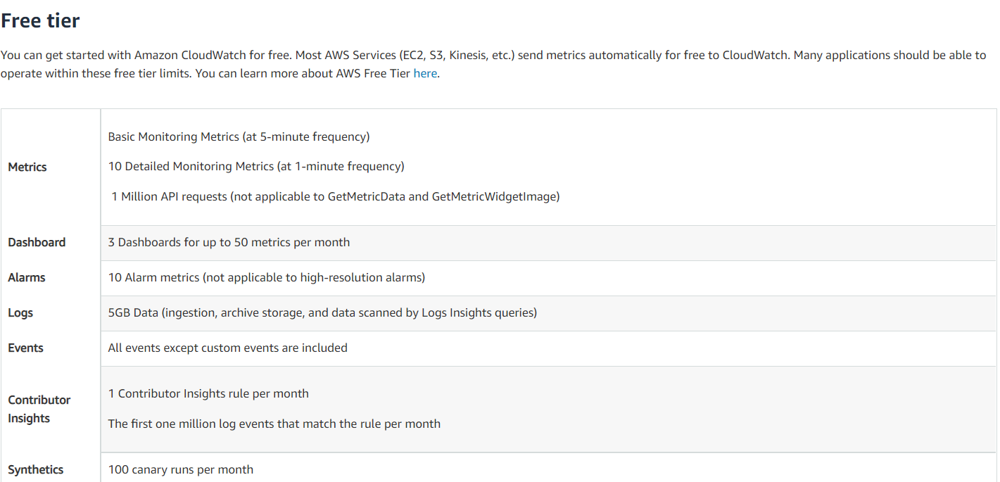 Free tier
You can get started with Amazon CloudWatch for free. Most AWS Services (EC2, S3, Kinesis, etc.) send metrics automatically for free to CloudWatch. Many applications should be able to
operate within these free tier limits. You can learn more about AWS Free Tier here.
Metrics
Basic Monitoring Metrics (at 5-minute frequency)
10 Detailed Monitoring Metrics (at 1-minute frequency)
1 Million API requests (not applicable to GetMetricData and GetMetricWidgetImage)
Dashboard
3 Dashboards for up to 50 metrics per month
Alarms
10 Alarm metrics (not applicable to high-resolution alarms)
Logs
5GB Data (ingestion, archive storage, and data scanned by Logs Insights queries)
Events
All events except custom events are included
Contributor
Insights
1 Contributor Insights rule per month
The first one million log events that match the rule per month
Synthetics
100 canary runs per month